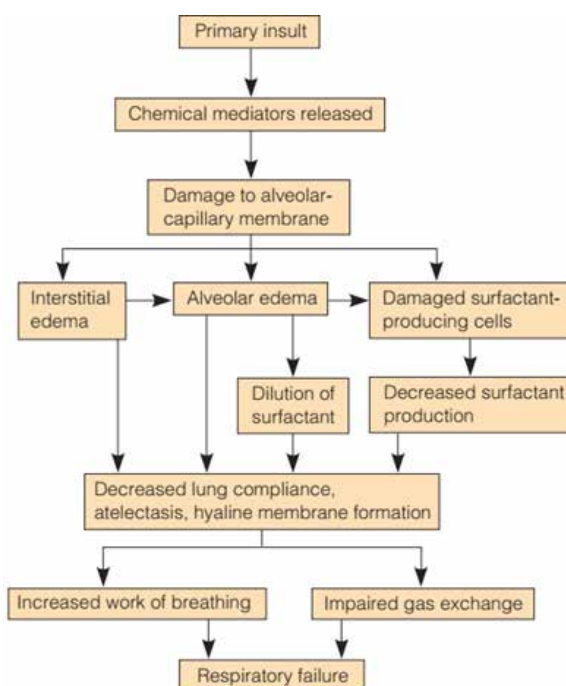 Primary insult
Chemical mediators released
Damage to alveolar-
capillary membrane
Interstitial
edema
Alveolar edema
Damaged surfactant-
producing cells
Dilution of
surfactant
Decreased surfactant
production
Decreased lung compliance,
atelectasis, hyaline membrane formation
Increased work of breathing
Impaired gas exchange
Respiratory failure